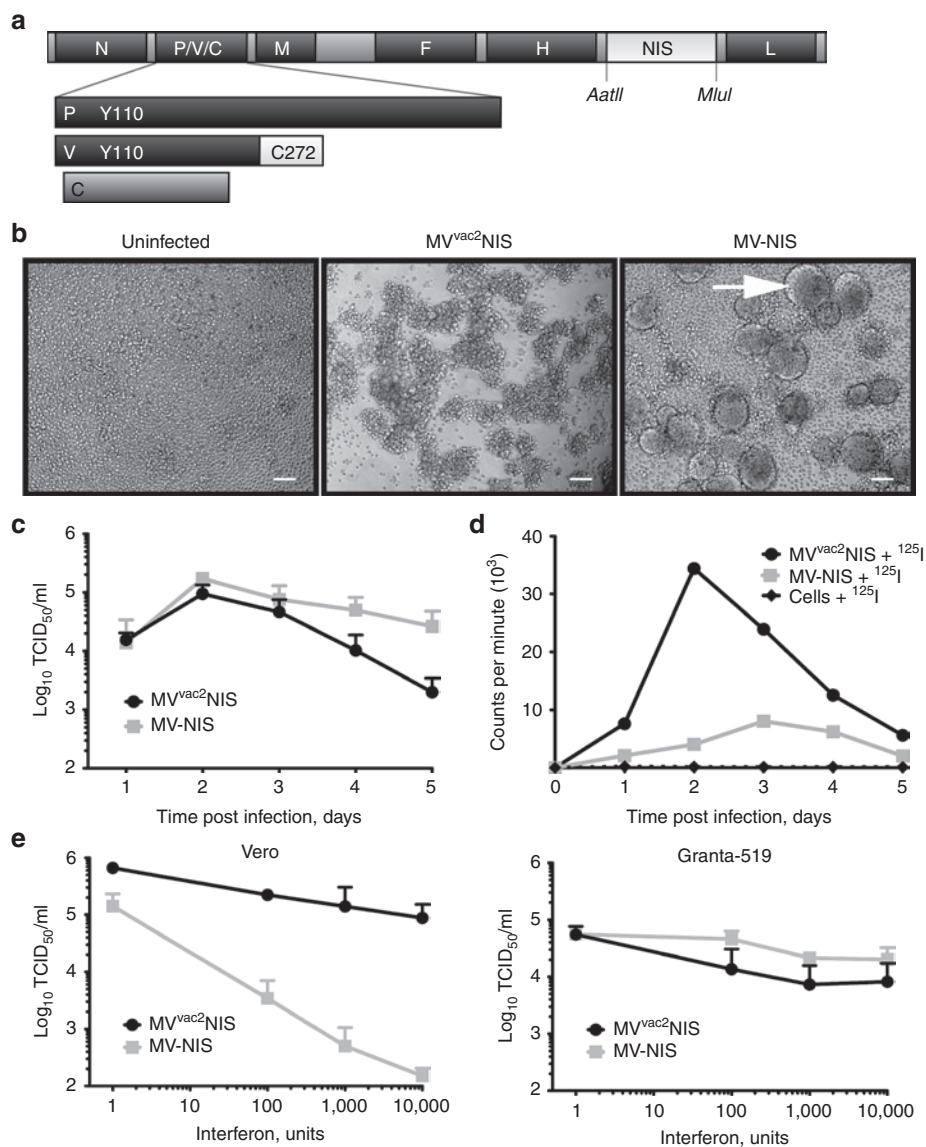 a
N P/V/C M F H NIS L
AatII MluI
P Y110
V Y110 C272
C
b
Uninfected MVvac2NIS MV-NIS
c
6
5
4
3
2
Log10 TCID50/ml
MVvac2NIS
MV-NIS
1 2 3 4 5
Time post infection, days
d
40
30
20
10
Counts per minute (10³)
MVvac2NIS + 125I
MV-NIS + 125I
Cells + 125I
0 1 2 3 4 5
Time post infection, days
e
Vero
6
5
4
3
2
Log10 TCID50/ml
MVvac2NIS
MV-NIS
1 10 100 1,000 10,000
Interferon, units
Granta-519
6
5
4
3
2
Log10 TCID50/ml
MVvac2NIS
MV-NIS
1 10 100 1,000 10,000
Interferon, units